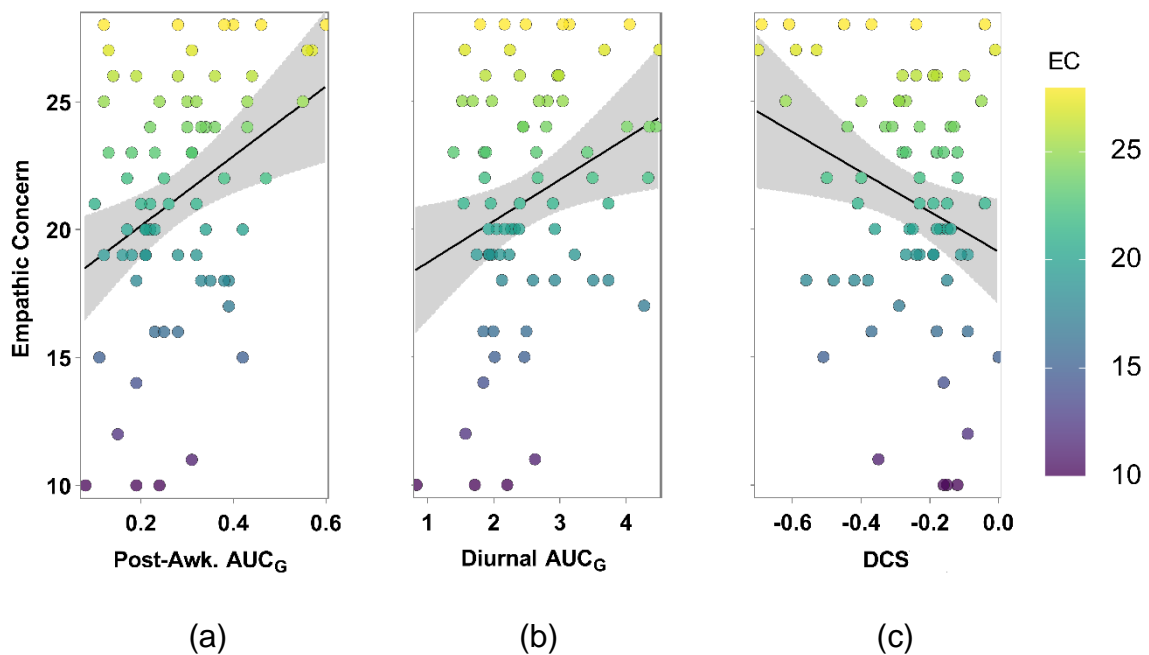 Empathic Concern
25
20
15
10
0.2 0.4 0.6
Post-Awk. AUCG
(a)
1 2 3 4
Diurnal AUCG
(b)
-0.6 -0.4 -0.2 0.0
DCS
(c)
EC
25
20
15
10